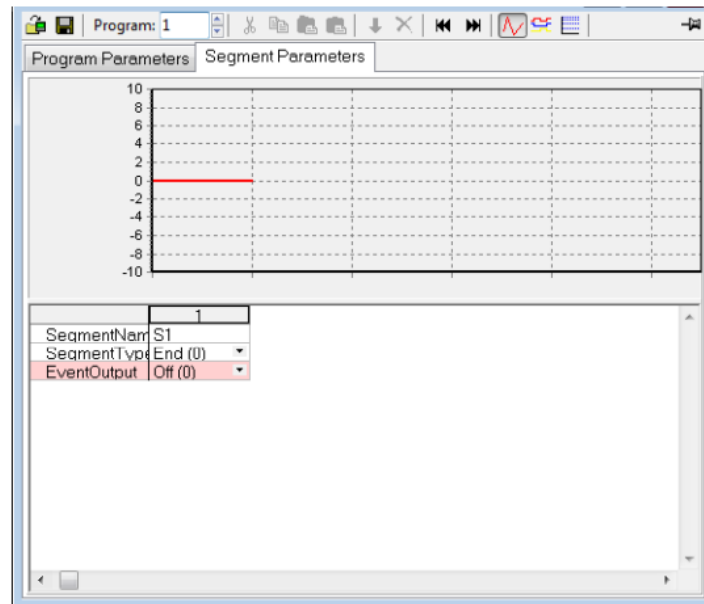 Program: 1
Program Parameters Segment Parameters
10
8
6
4
2
0
-2
-4
-6
-8
-10
1
SegmentNam S1
SegmentType End (0)
EventOutput Off (0)